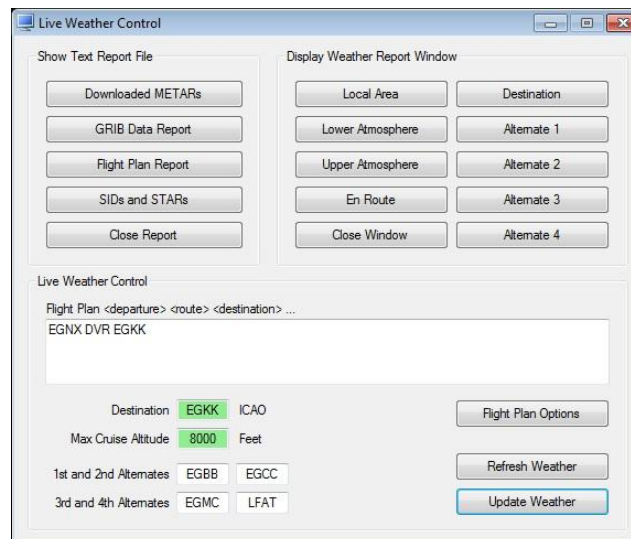 Live Weather Control
Show Text Report File
Downloaded METARs
GRIB Data Report
Flight Plan Report
SIDs and STARs
Close Report
Display Weather Report Window
Local Area Destination
Lower Atmosphere Alternate 1
Upper Atmosphere Alternate 2
En Route Alternate 3
Close Window Alternate 4
Live Weather Control
Flight Plan <departure> <route> <destination> ...
EGNX DVR EGKK
Destination EGKK ICAO
Flight Plan Options
Max Cruise Altitude 8000 Feet
1st and 2nd Alternates EGBB EGCC
Refresh Weather
3rd and 4th Alternates EGMC LFAT
Update Weather